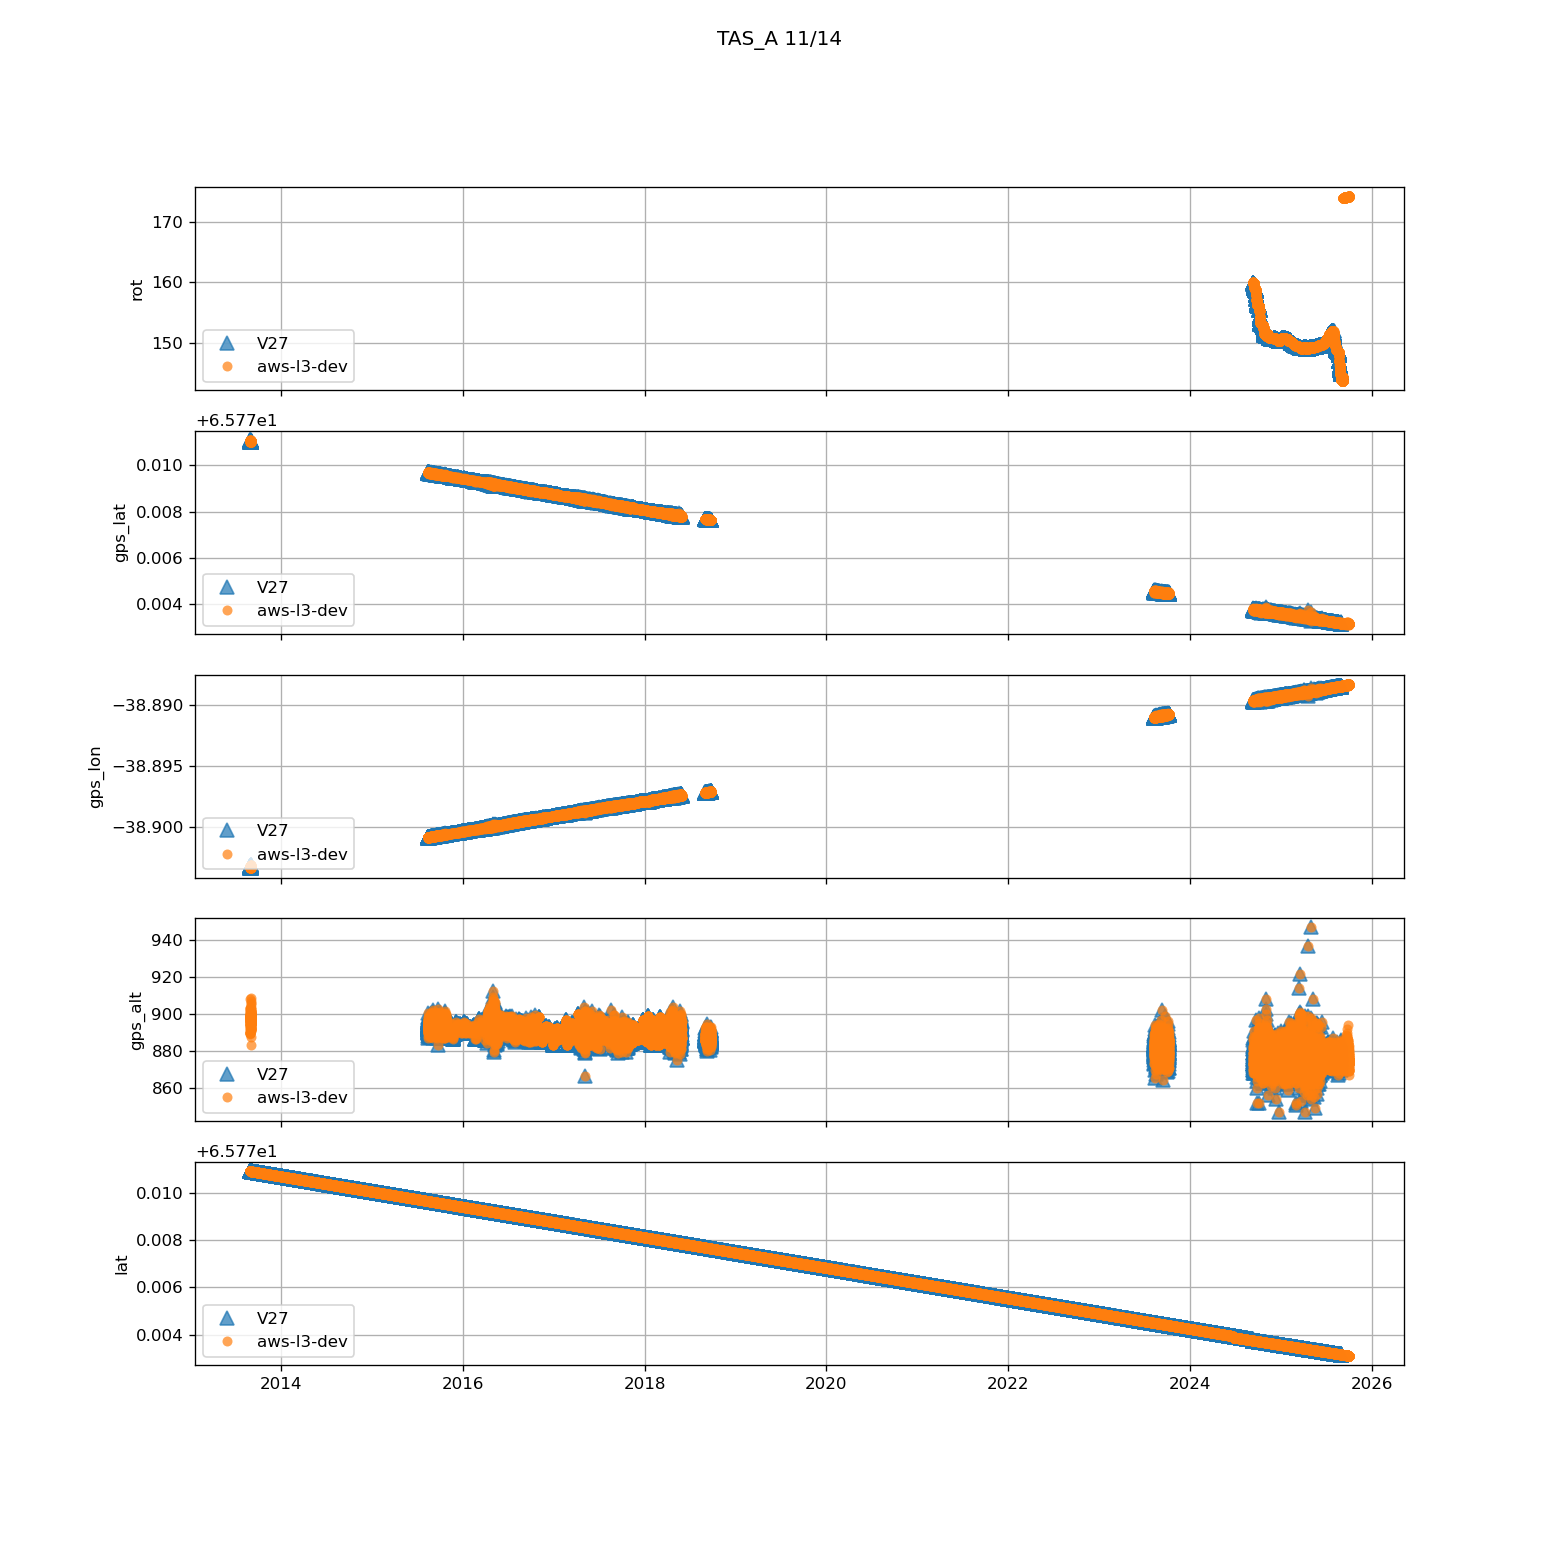 TAS_A 11/14
170
160
150
rot
V27
aws-l3-dev
+6.577e1
0.010
0.008
0.006
0.004
gps_lat
V27
aws-l3-dev
−38.890
−38.895
−38.900
gps_lon
V27
aws-l3-dev
940
920
900
880
860
gps_alt
V27
aws-l3-dev
+6.577e1
0.010
0.008
0.006
0.004
lat
V27
aws-l3-dev
2014 2016 2018 2020 2022 2024 2026